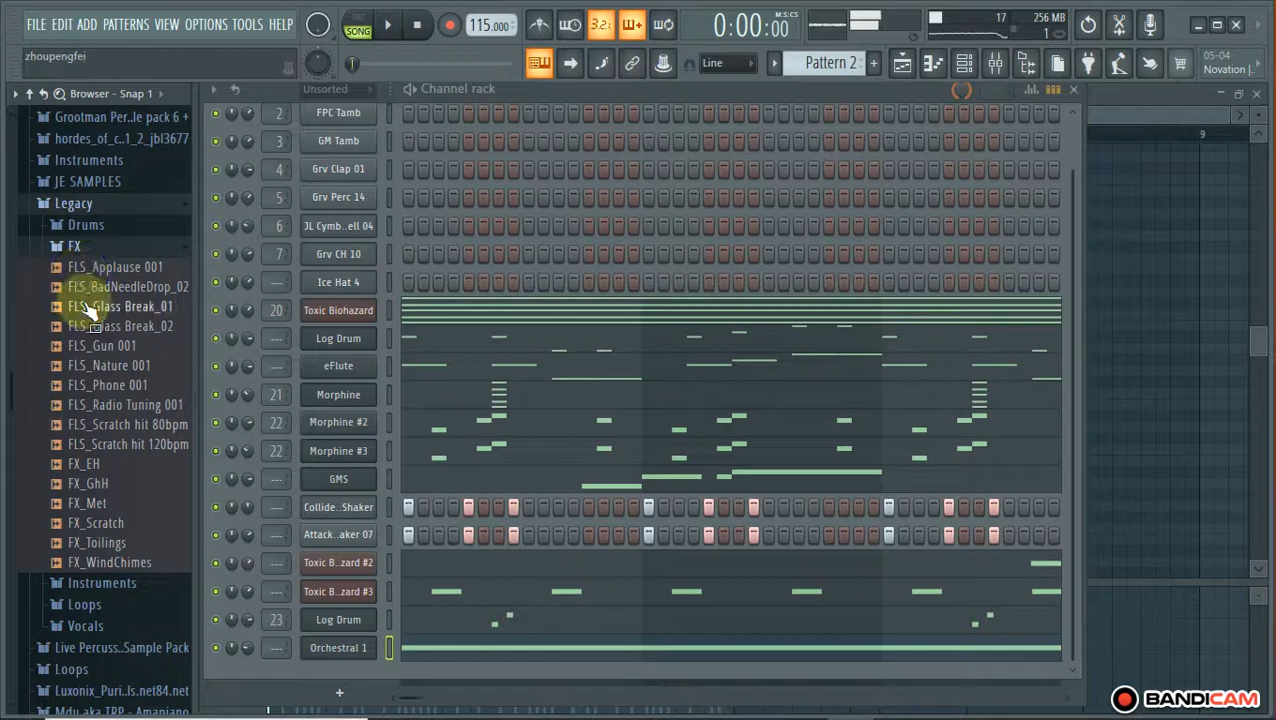 FILE EDIT ADD PATTERNS VIEW OPTIONS TOOLS HELP
SONG
115.000
3.2.
0:00:00
M:S:CS
17
256 MB
1
zhoupengfei
Line
Pattern 2
05-04
Novation |
Browser - Snap 1
Unsorted
Channel rack
9
Grootman Per..le pack 6 +
hordes_of_c..1_2_jbl3677
Instruments
JE SAMPLES
Legacy
Drums
FX
FLS_Applause 001
FLS_BadNeedleDrop_02
FLS_Glass Break_01
FLS_Glass Break_02
FLS_Gun 001
FLS_Nature 001
FLS_Phone 001
FLS_Radio Tuning 001
FLS_Scratch hit 80bpm
FLS_Scratch hit 120bpm
FX_EH
FX_GhH
FX_Met
FX_Scratch
FX_Toilings
FX_WindChimes
Instruments
Loops
Vocals
Live Percuss..Sample Pack
Loops
Luxonix_Puri..ls.net84.net
Mdu aka TRP - Amapiano
2 FPC Tamb
3 GM Tamb
4 Grv Clap 01
5 Grv Perc 14
6 JL Cymb..ell 04
7 Grv CH 10
--- Ice Hat 4
20 Toxic Biohazard
--- Log Drum
--- eFlute
21 Morphine
22 Morphine #2
22 Morphine #3
--- GMS
--- Collide..Shaker
--- Attack..aker 07
--- Toxic B..zard #2
--- Toxic B..zard #3
23 Log Drum
--- Orchestral 1
+
BANDICAM